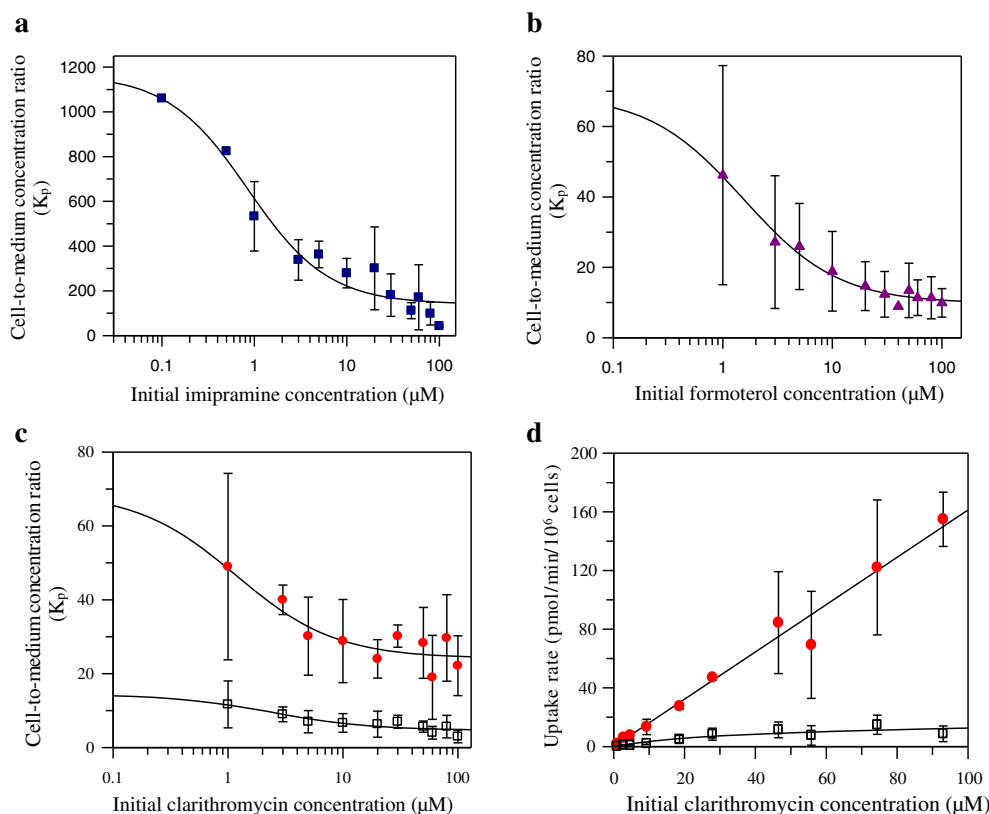 a
Cell-to-medium concentration ratio
(Kp)
1200
1000
800
600
400
200
0
0.1
1
10
100
Initial imipramine concentration (µM)
b
Cell-to-medium concentration ratio
(Kp)
80
60
40
20
0
0.1
1
10
100
Initial formoterol concentration (µM)
c
Cell-to-medium concentration ratio
(Kp)
80
60
40
20
0
0.1
1
10
100
Initial clarithromycin concentration (µM)
d
Uptake rate (pmol/min/10⁶ cells)
200
160
120
80
40
0
0
20
40
60
80
100
Initial clarithromycin concentration (µM)